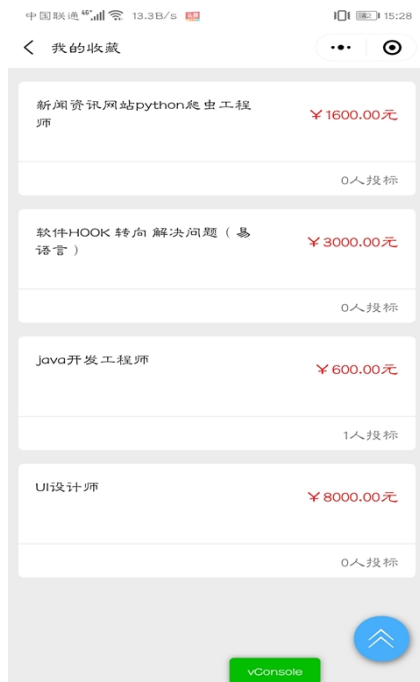 中国联通 46° 13.3B/s 15:28
我的收藏
新闻资讯网站python爬虫工程
师
￥1600.00元
0人投标
软件HOOK 转向 解决问题（易
语言）
￥3000.00元
0人投标
java开发工程师
￥600.00元
1人投标
UI设计师
￥8000.00元
0人投标
vConsole